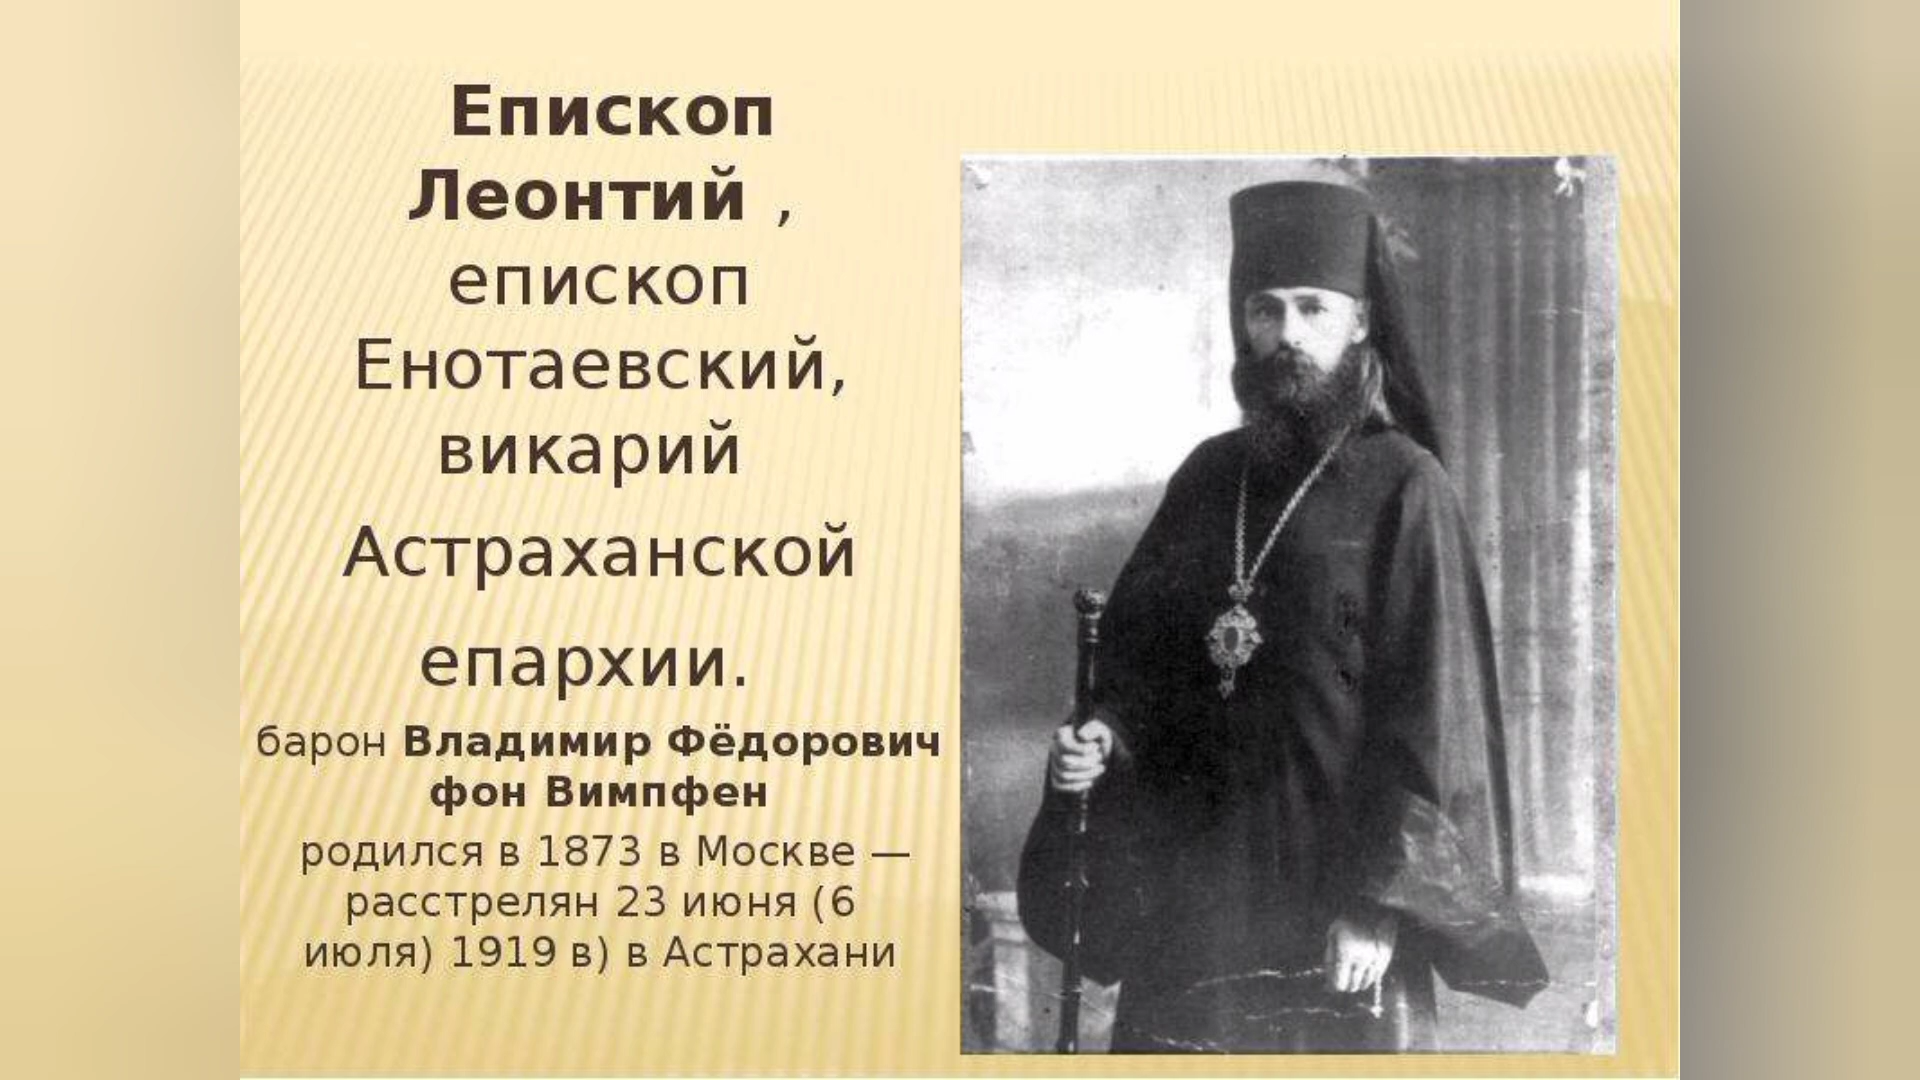 Епископ
Леонтий ,
епископ
Енотаевский,
викарий
Астраханской
епархии.
барон Владимир Фёдорович
фон Вимпфен
родился в 1873 в Москве —
расстрелян 23 июня (6
июля) 1919 в) в Астрахани